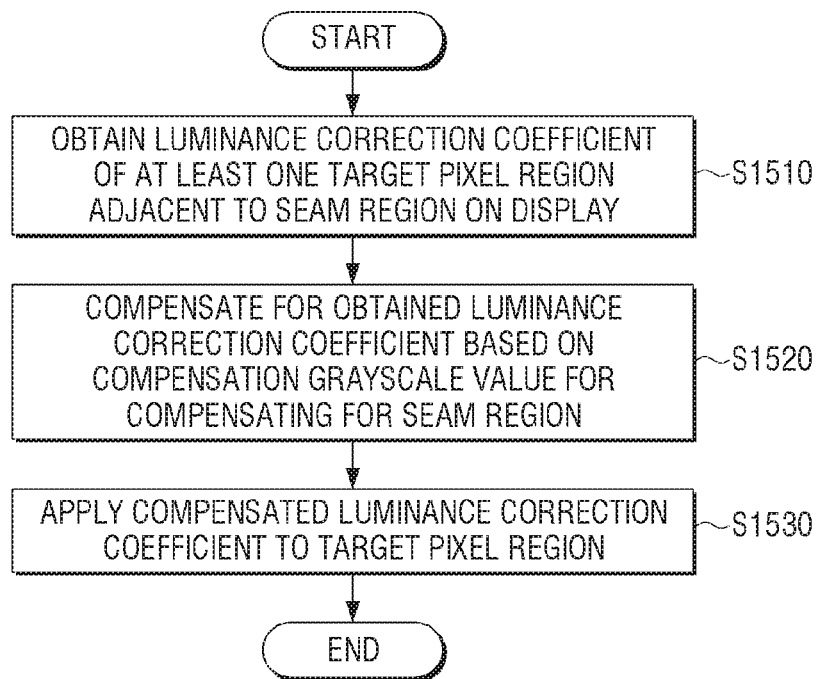 START
OBTAIN LUMINANCE CORRECTION COEFFICIENT
OF AT LEAST ONE TARGET PIXEL REGION
ADJACENT TO SEAM REGION ON DISPLAY
S1510
COMPENSATE FOR OBTAINED LUMINANCE
CORRECTION COEFFICIENT BASED ON
COMPENSATION GRAYSCALE VALUE FOR
COMPENSATING FOR SEAM REGION
S1520
APPLY COMPENSATED LUMINANCE CORRECTION
COEFFICIENT TO TARGET PIXEL REGION
S1530
END